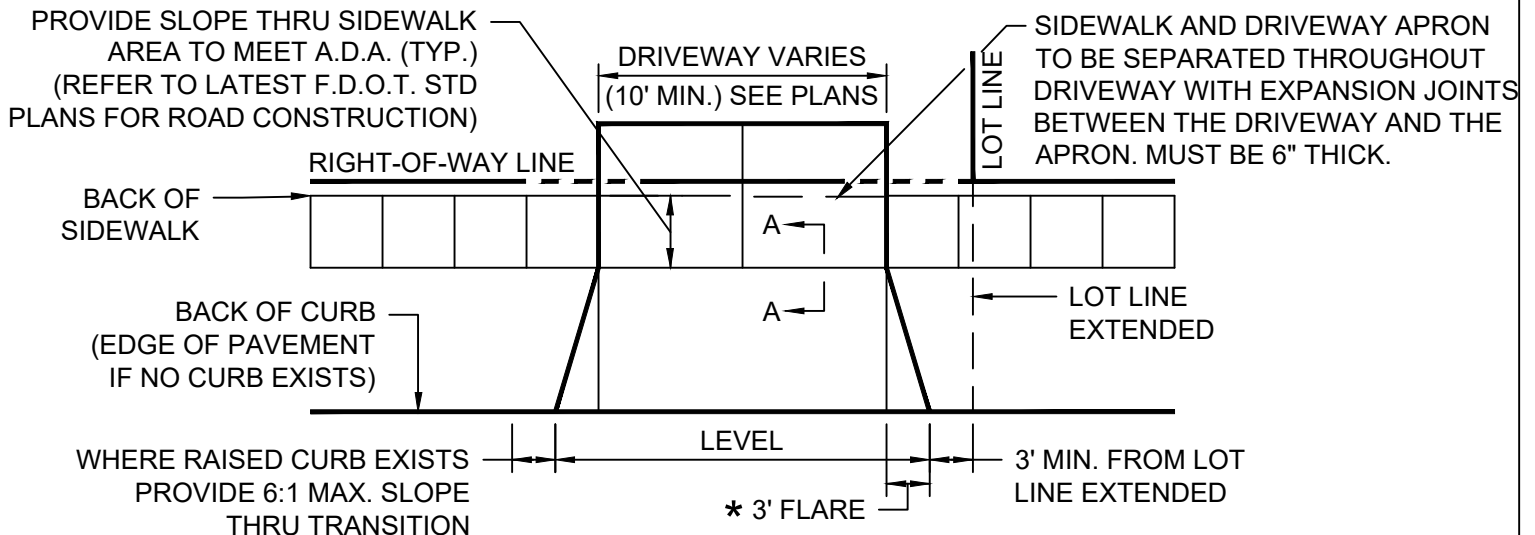 PROVIDE SLOPE THRU SIDEWALK
AREA TO MEET A.D.A. (TYP.)
(REFER TO LATEST F.D.O.T. STD
PLANS FOR ROAD CONSTRUCTION)
DRIVEWAY VARIES
(10' MIN.) SEE PLANS
LOT LINE
SIDEWALK AND DRIVEWAY APRON
TO BE SEPARATED THROUGHOUT
DRIVEWAY WITH EXPANSION JOINTS
BETWEEN THE DRIVEWAY AND THE
APRON. MUST BE 6" THICK.
RIGHT-OF-WAY LINE
BACK OF
SIDEWALK
A
A
BACK OF CURB
(EDGE OF PAVEMENT
IF NO CURB EXISTS)
LOT LINE
EXTENDED
LEVEL
WHERE RAISED CURB EXISTS
PROVIDE 6:1 MAX. SLOPE
THRU TRANSITION
* 3' FLARE
3' MIN. FROM LOT
LINE EXTENDED